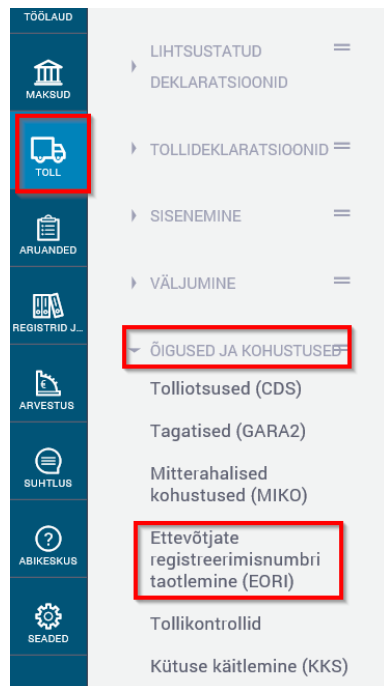 TÖÖLAUD
MAKSUD
TOLL
ARUANDED
REGISTRID J...
ARVESTUS
SUHTLUS
ABIKESKUS
SEADED
LIHTSUSTATUD
DEKLARATSIOONID
TOLLIDEKLARATSIOONID
SISENEMINE
VÄLJUMINE
ÕIGUSED JA KOHUSTUSED
Tolliotsused (CDS)
Tagatised (GARA2)
Mitterahalised
kohustused (MIKO)
Ettevõtjate
registreerimisnumbri
taotlemine (EORI)
Tollikontrollid
Kütuse käitlemine (KKS)